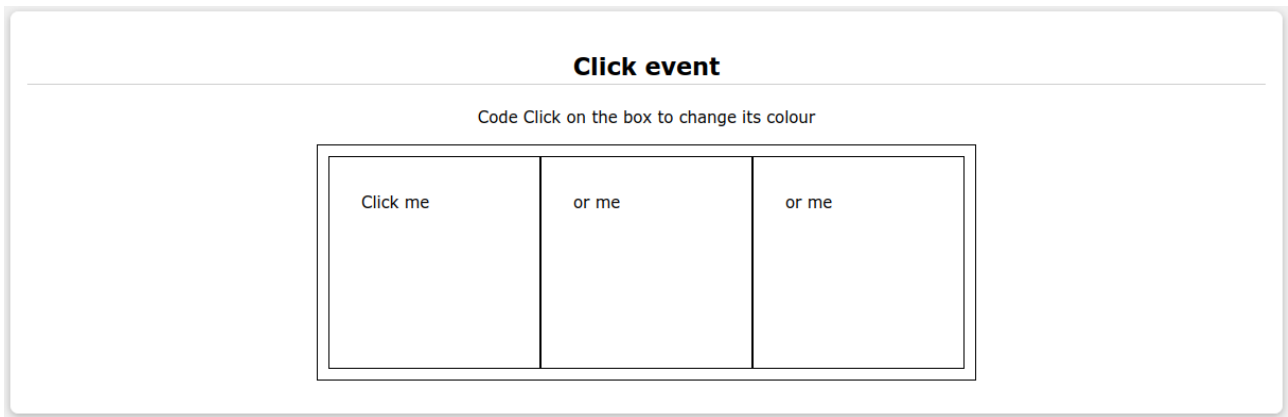 Click event
Code Click on the box to change its colour
Click me
or me
or me